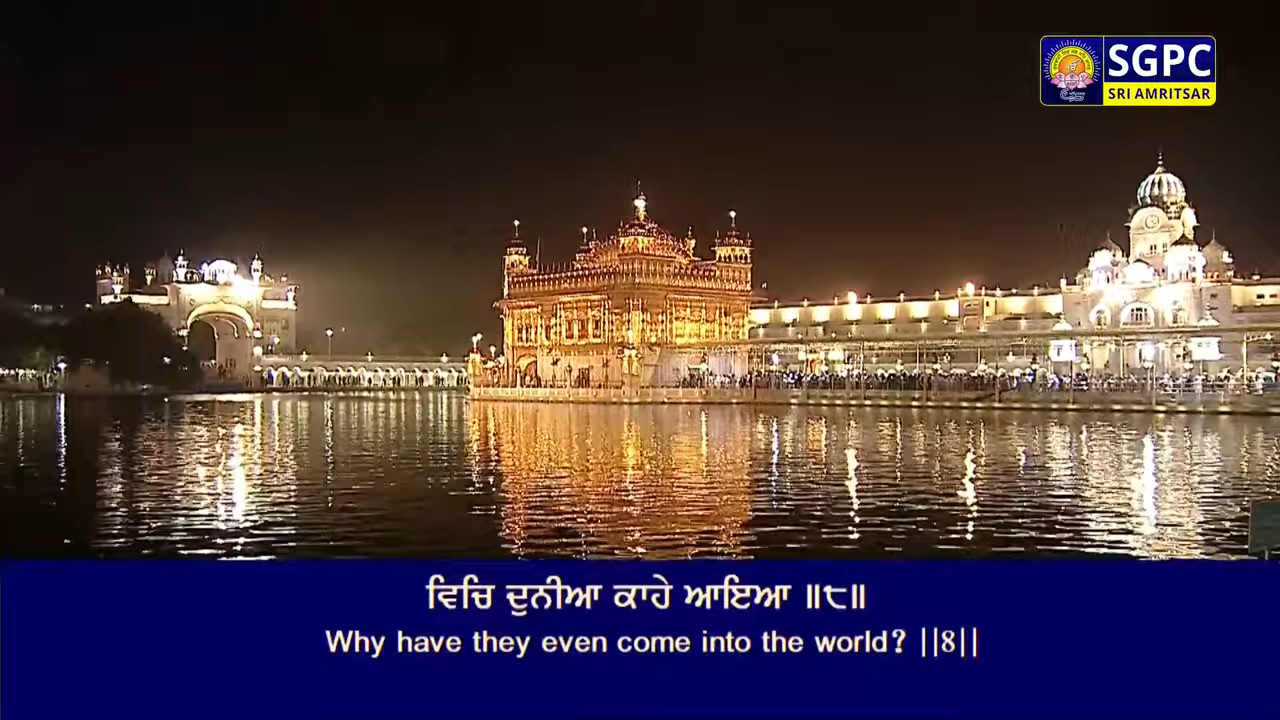 SGPC
SRI AMRITSAR
ਵਿਚਿ ਦੁਨੀਆ ਕਾਹੇ ਆਇਆ ॥੮॥
Why have they even come into the world? ||8||